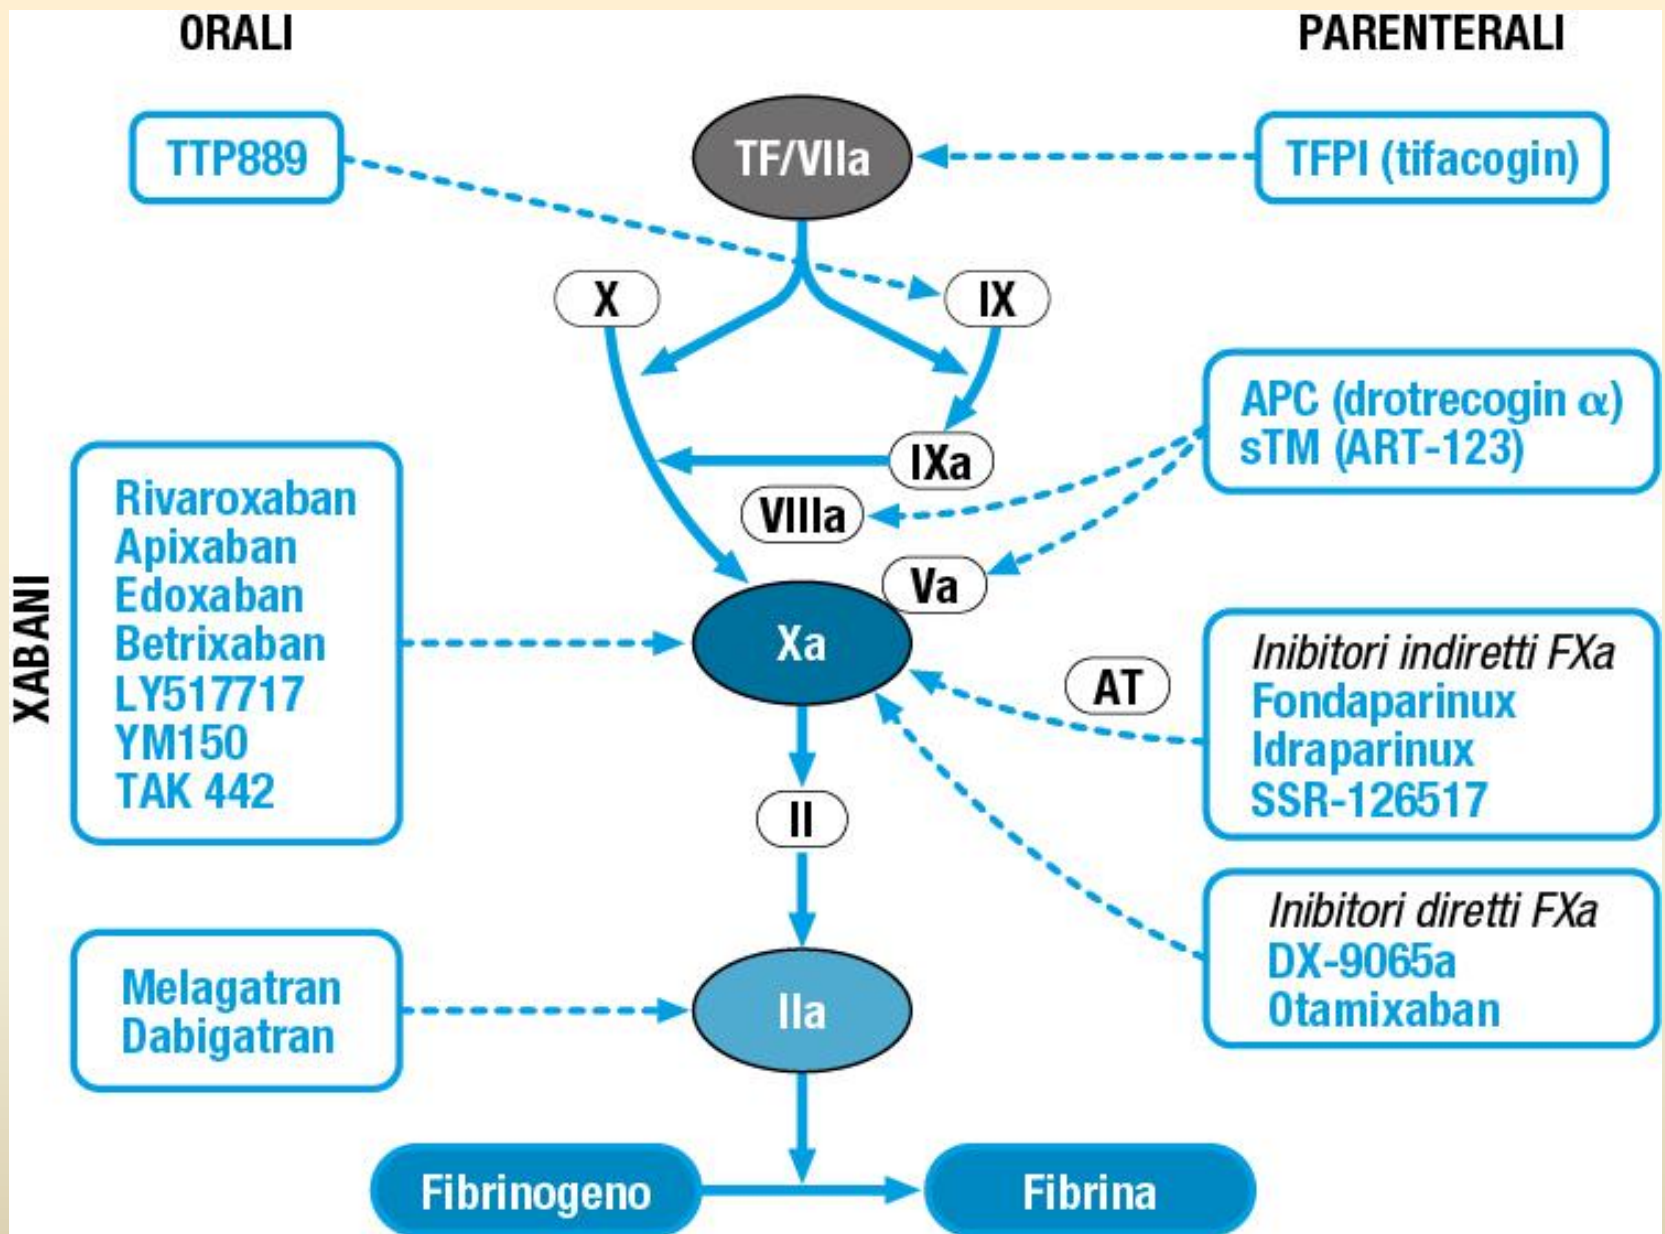 ORALI
PARENTERALI
TTP889
TF/VIIa
TFPI (tifacogin)
X
IX
APC (drotrecogin α)
sTM (ART-123)
IXa
VIIIa
Va
XABANI
Rivaroxaban
Apixaban
Edoxaban
Betrixaban
LY517717
YM150
TAK 442
Xa
AT
Inibitori indiretti FXa
Fondaparinux
Idraparinux
SSR-126517
II
Inibitori diretti FXa
DX-9065a
Otamixaban
Melagatran
Dabigatran
IIa
Fibrinogeno
Fibrina